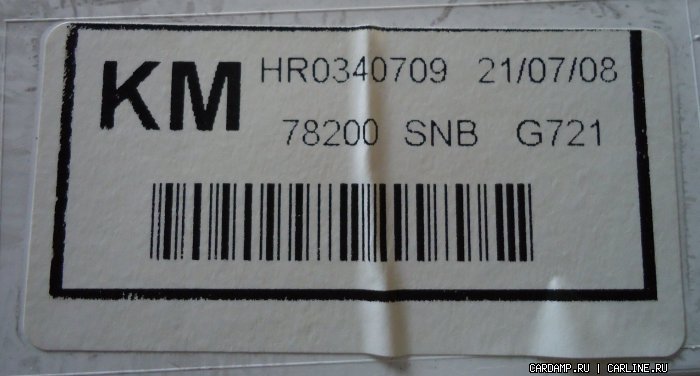 KM HR0340709 21/07/08
78200 SNB G721
CARDAMP.RU | CARLINE.RU